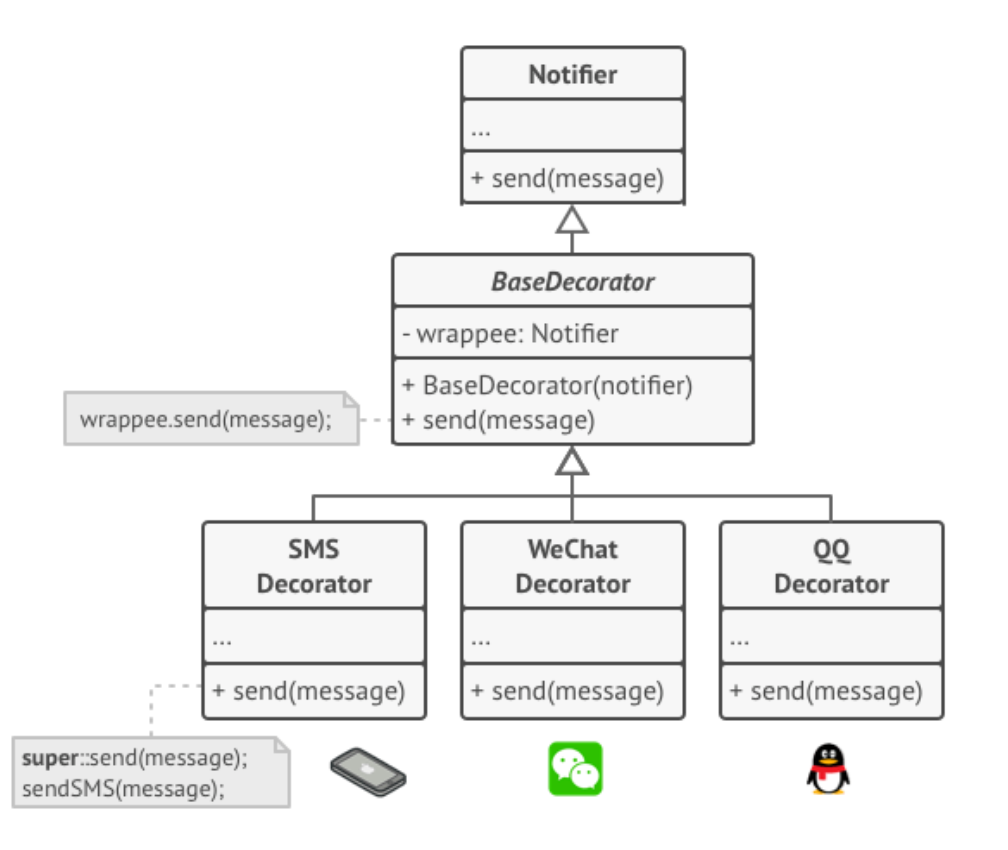 Notifier
...
+ send(message)
BaseDecorator
- wrappee: Notifier
+ BaseDecorator(notifier)
+ send(message)
wrappee.send(message);
SMS
Decorator
...
+ send(message)
WeChat
Decorator
...
+ send(message)
QQ
Decorator
...
+ send(message)
super::send(message);
sendSMS(message);